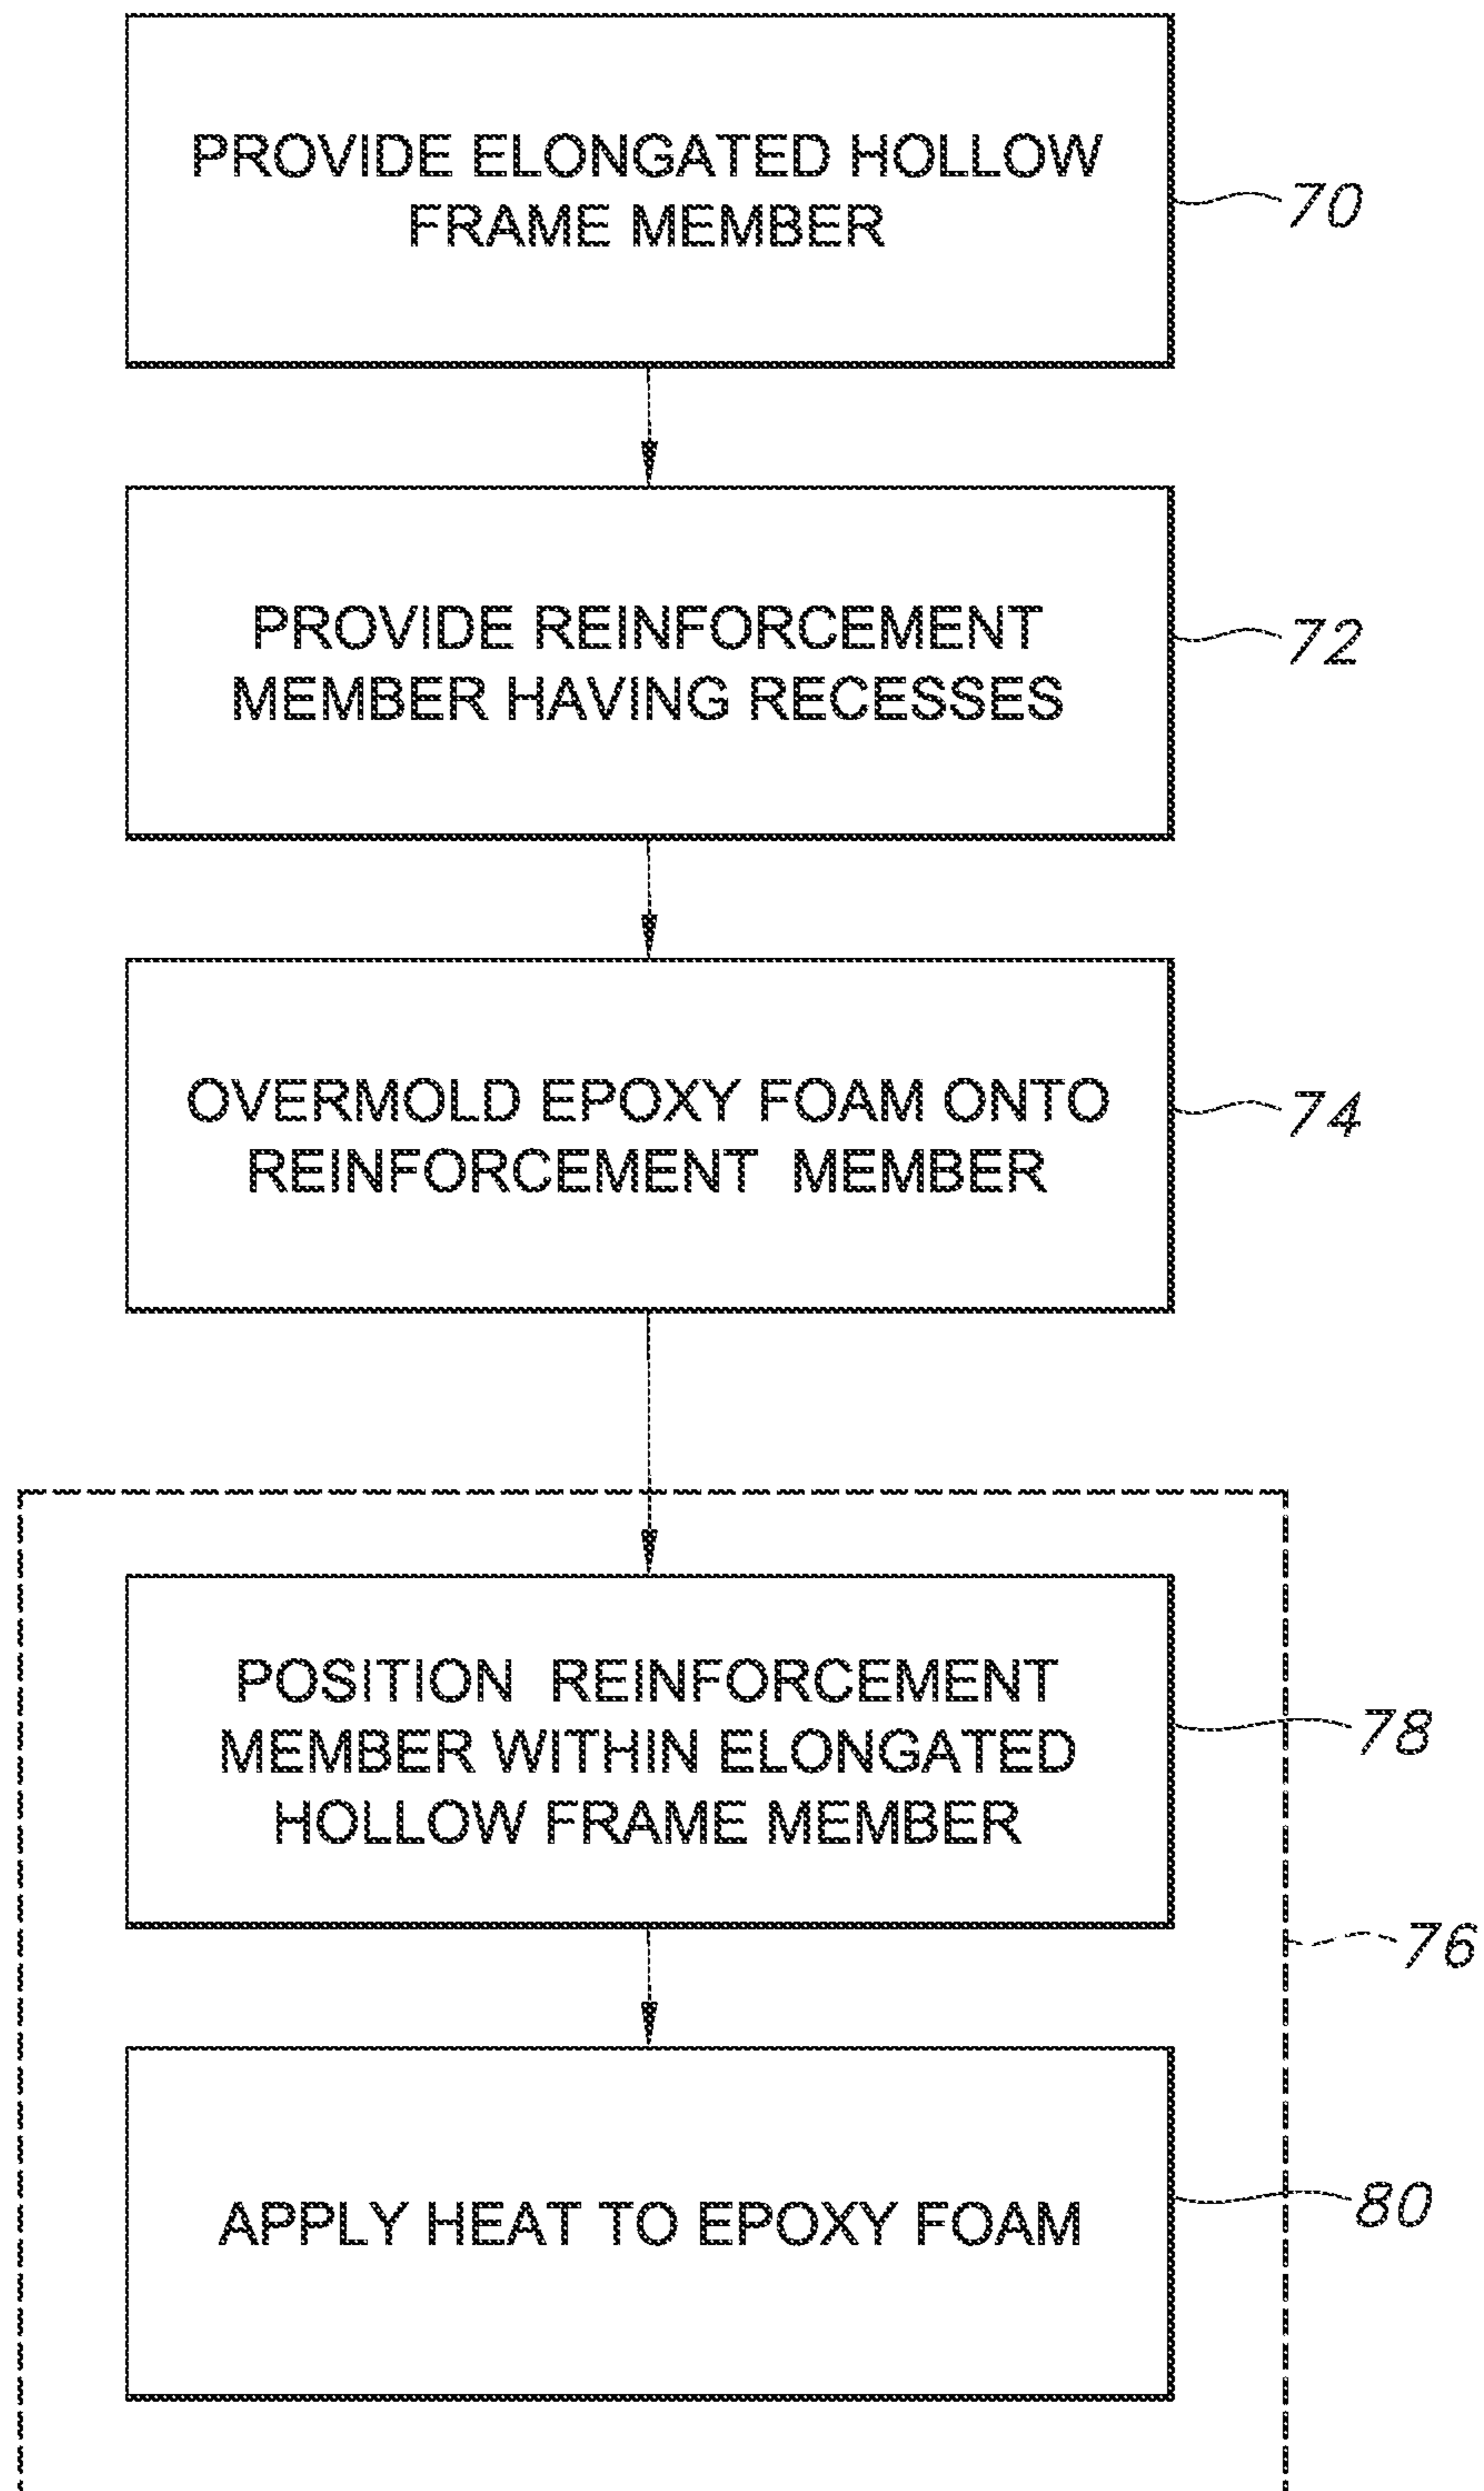 PROVIDE ELONGATED HOLLOW
FRAME MEMBER
70
PROVIDE REINFORCEMENT
MEMBER HAVING RECESSES
72
OVERMOLD EPOXY FOAM ONTO
REINFORCEMENT MEMBER
74
POSITION REINFORCEMENT
MEMBER WITHIN ELONGATED
HOLLOW FRAME MEMBER
78
76
APPLY HEAT TO EPOXY FOAM
80